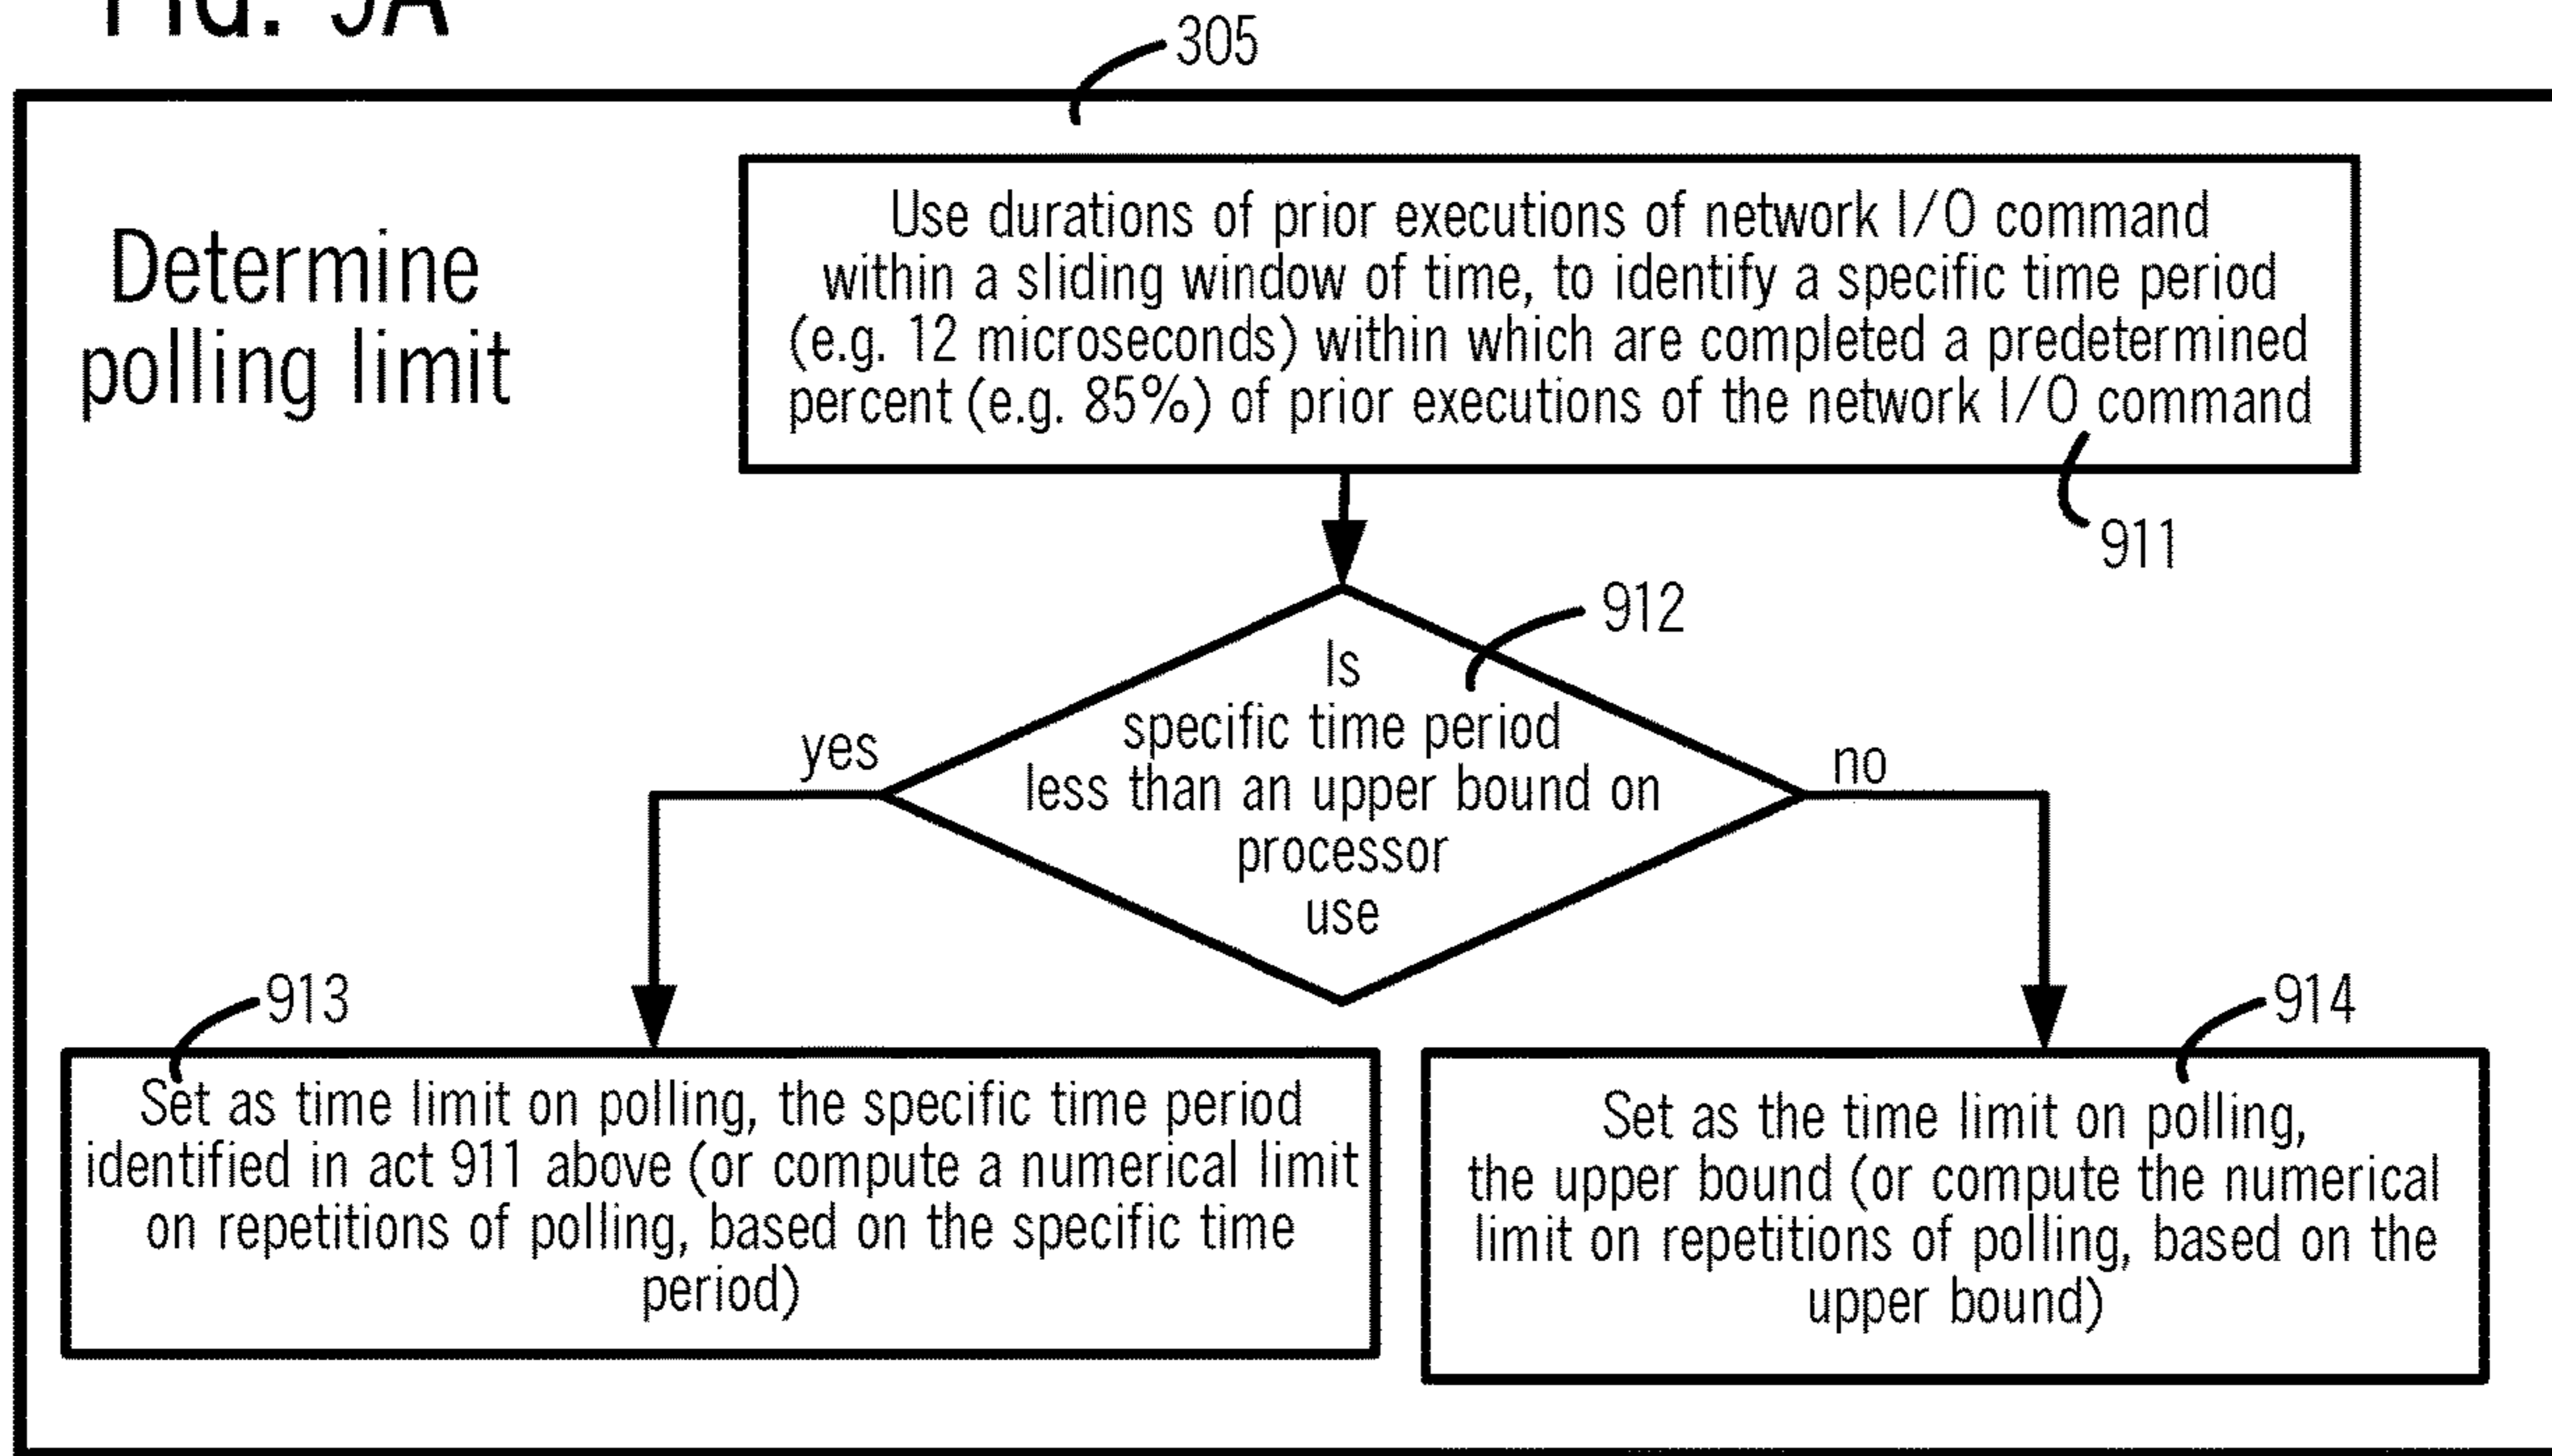 Fig. 9A
305
Determine
polling limit
Use durations of prior executions of network I/O command
within a sliding window of time, to identify a specific time period
(e.g. 12 microseconds) within which are completed a predetermined
percent (e.g. 85%) of prior executions of the network I/O command
911
912
Is
specific time period
less than an upper bound on
processor
use
yes
no
913
Set as time limit on polling, the specific time period
identified in act 911 above (or compute a numerical limit
on repetitions of polling, based on the specific time
period)
914
Set as the time limit on polling,
the upper bound (or compute the numerical
limit on repetitions of polling, based on the
upper bound)